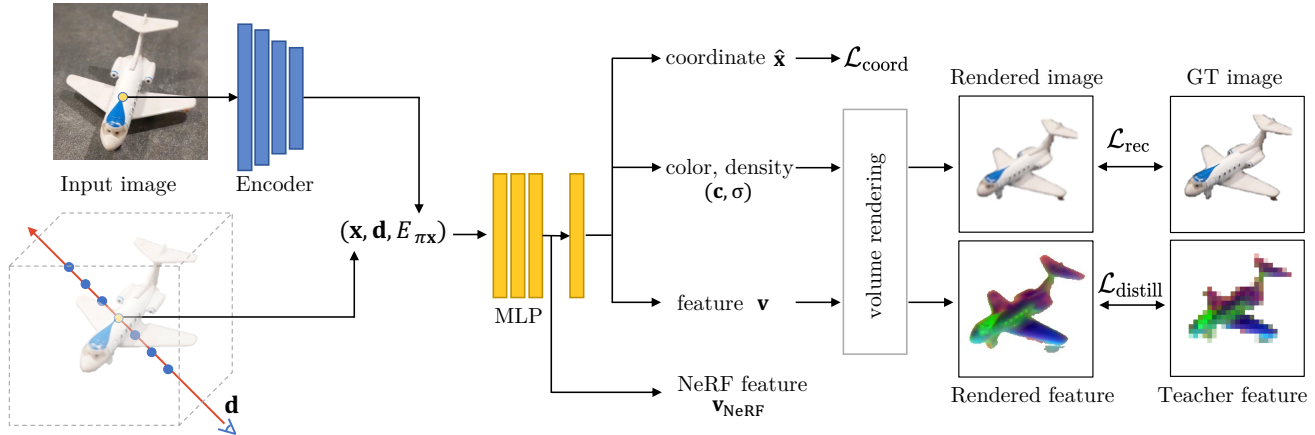 Input image
Encoder
d
(x, d, E πx)
MLP
coordinate x̂
ℒcoord
color, density
(c, σ)
feature v
NeRF feature
vNeRF
volume rendering
Rendered image
GT image
ℒrec
ℒdistill
Rendered feature
Teacher feature